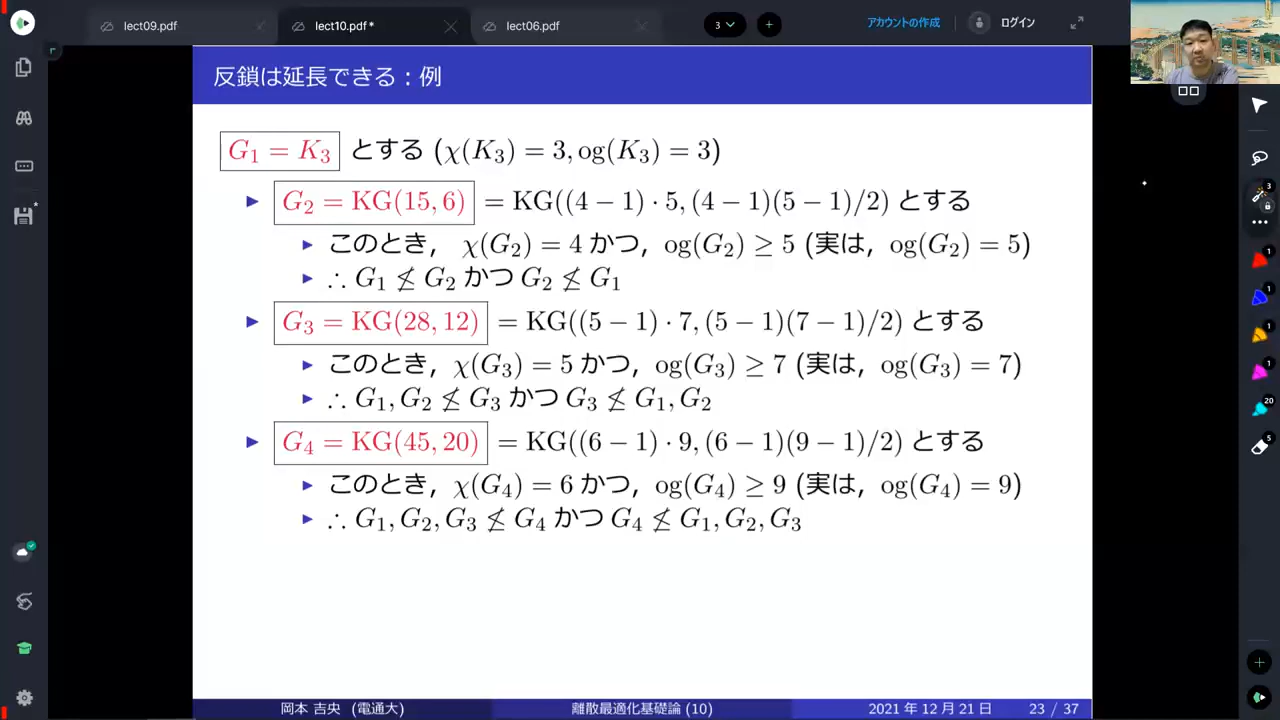 lect09.pdf
lect10.pdf *
lect06.pdf
3
アカウントの作成
ログイン
反鎖は延長できる：例
G₁ = K₃ とする (χ(K₃) = 3, og(K₃) = 3)
G₂ = KG(15, 6) = KG((4 − 1) · 5, (4 − 1)(5 − 1)/2) とする
このとき， χ(G₂) = 4 かつ， og(G₂) ≥ 5 (実は， og(G₂) = 5)
∴ G₁ ≰ G₂ かつ G₂ ≰ G₁
G₃ = KG(28, 12) = KG((5 − 1) · 7, (5 − 1)(7 − 1)/2) とする
このとき， χ(G₃) = 5 かつ， og(G₃) ≥ 7 (実は， og(G₃) = 7)
∴ G₁, G₂ ≰ G₃ かつ G₃ ≰ G₁, G₂
G₄ = KG(45, 20) = KG((6 − 1) · 9, (6 − 1)(9 − 1)/2) とする
このとき， χ(G₄) = 6 かつ， og(G₄) ≥ 9 (実は， og(G₄) = 9)
∴ G₁, G₂, G₃ ≰ G₄ かつ G₄ ≰ G₁, G₂, G₃
岡本 吉央 (電通大)
離散最適化基礎論 (10)
2021 年 12 月 21 日
23 / 37
3
1
1
1
1
20
5